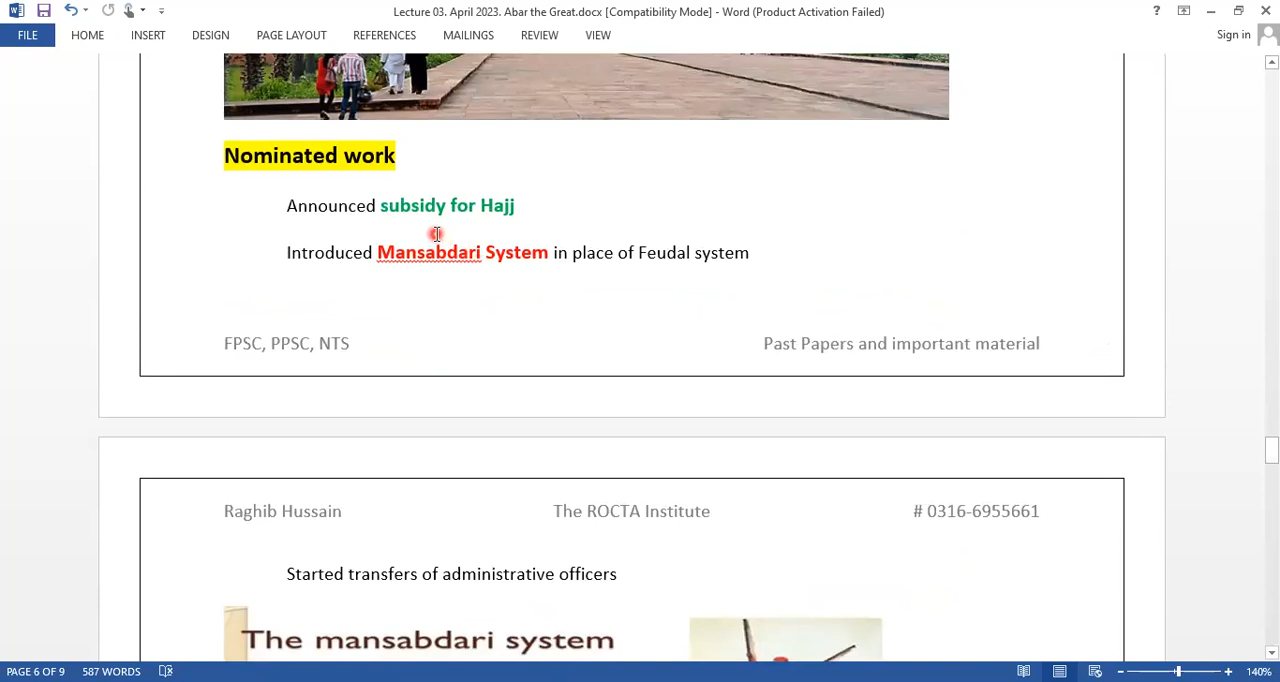 Lecture 03. April 2023. Abar the Great.docx [Compatibility Mode] - Word (Product Activation Failed)
FILE HOME INSERT DESIGN PAGE LAYOUT REFERENCES MAILINGS REVIEW VIEW Sign in
Nominated work
Announced subsidy for Hajj
Introduced Mansabdari System in place of Feudal system
FPSC, PPSC, NTS Past Papers and important material
Raghib Hussain The ROCTA Institute # 0316-6955661
Started transfers of administrative officers
The mansabdari system
PAGE 6 OF 9 587 WORDS 140%